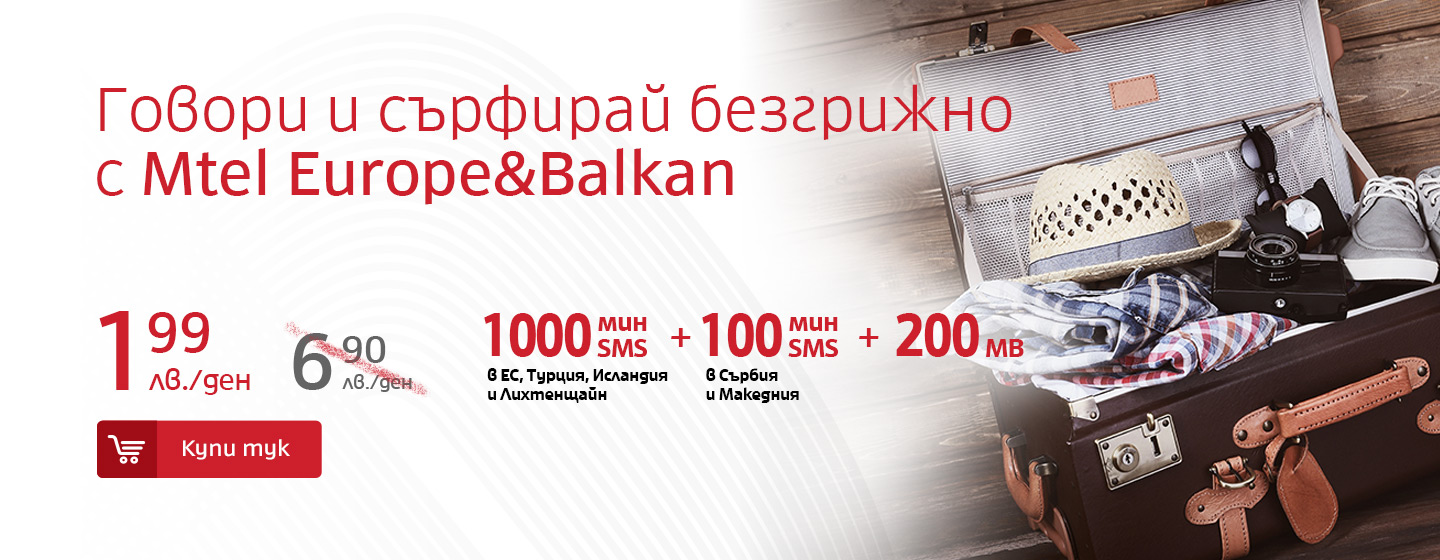 Говори и сърфирай безгрижно
с Mtel Europe&Balkan
1 99 лв./ден
6 90 лв./ден
1000 мин SMS + 100 мин SMS + 200 MB
в ЕС, Турция, Исландия
и Лихтенщайн
в Сърбия
и Македния
Купи тук